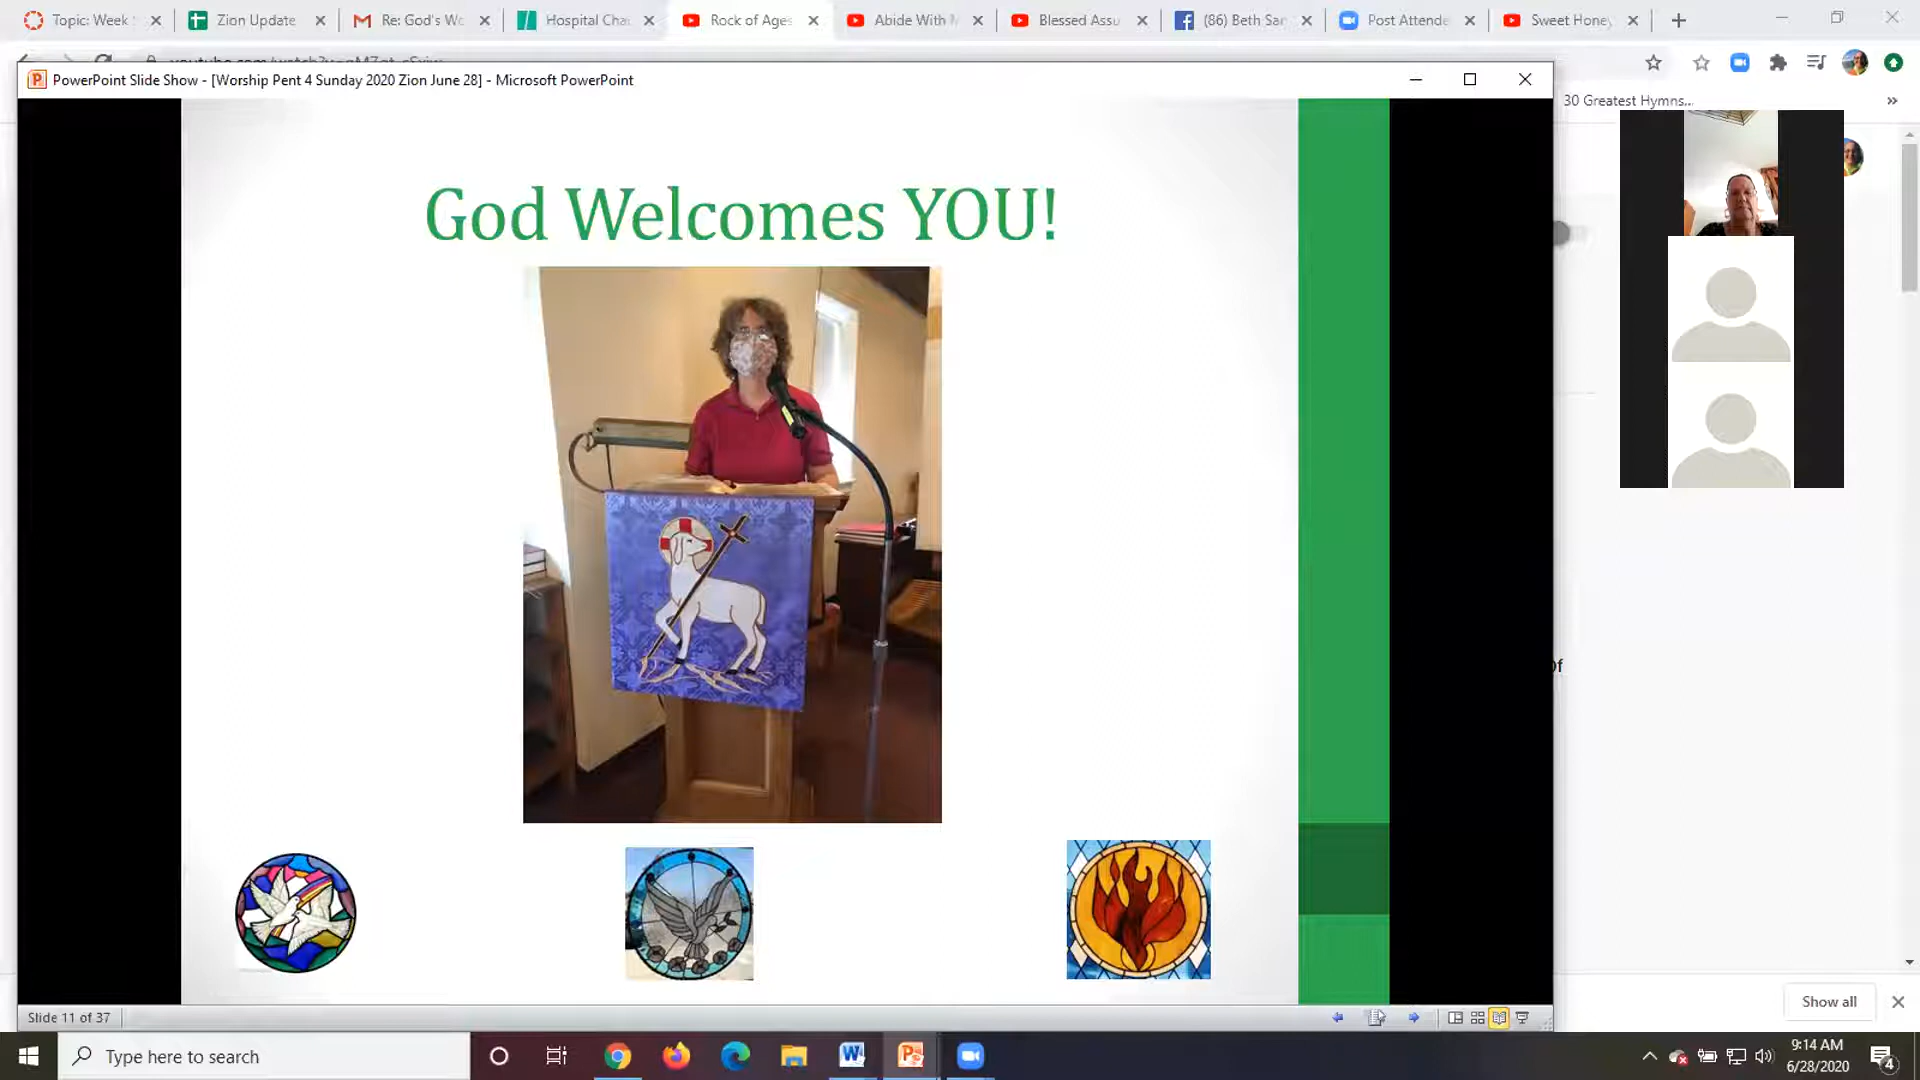 Topic: Week
Zion Update
Re: God's Wo
Hospital Cha
Rock of Ages
Abide With M
Blessed Assu
(86) Beth San
Post Attende
Sweet Honey
PowerPoint Slide Show - [Worship Pent 4 Sunday 2020 Zion June 28] - Microsoft PowerPoint
30 Greatest Hymns...
God Welcomes YOU!
Of
Show all
Slide 11 of 37
Type here to search
9:14 AM
6/28/2020
4